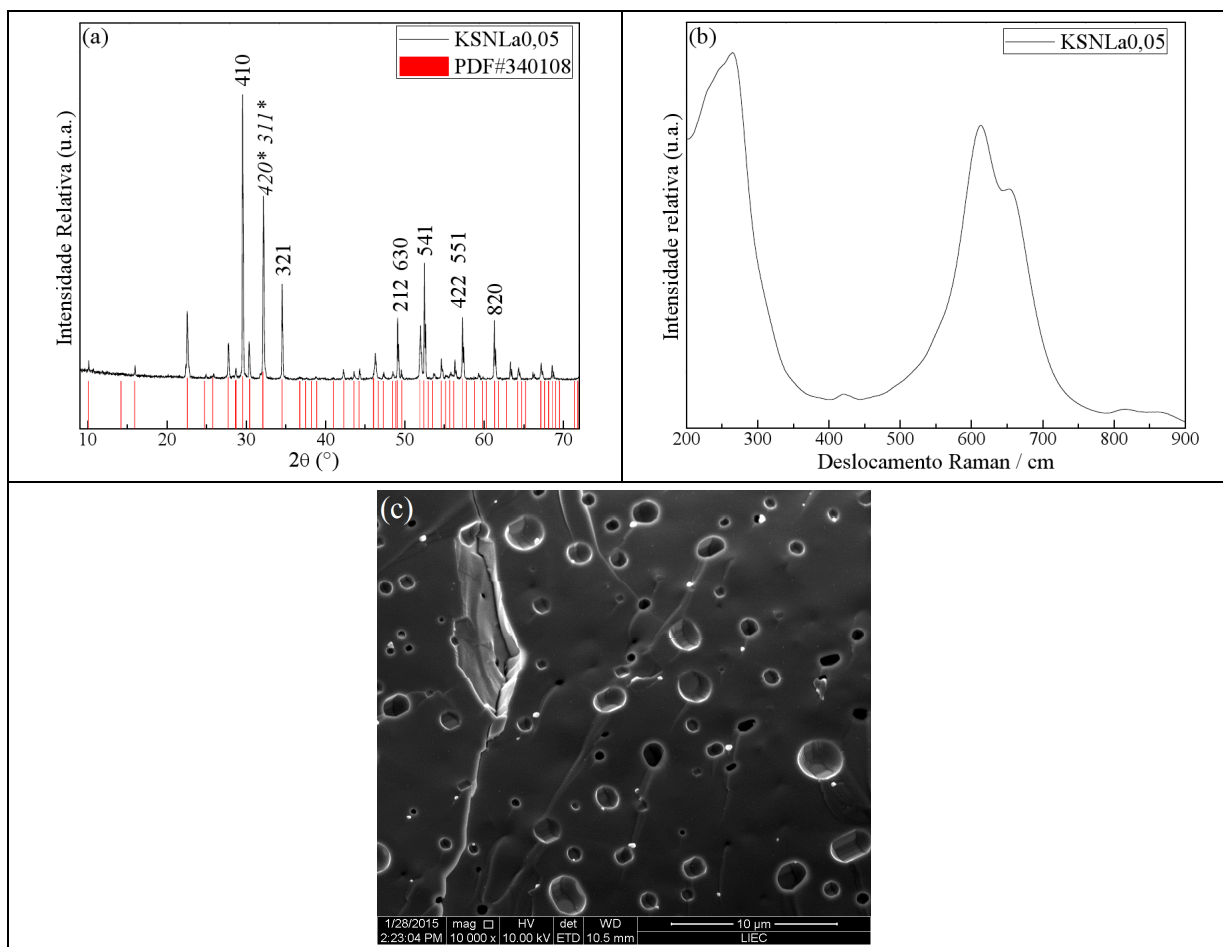 (a)
KSNLa0,05
PDF#340108
410
420* 311*
321
212 630
541
422 551
820
Intensidade Relativa (u.a.)
10 20 30 40 50 60 70
2θ (°)
(b)
KSNLa0,05
Intensidade relativa (u.a.)
200 300 400 500 600 700 800 900
Deslocamento Raman / cm
(c)
1/28/2015 mag HV det WD 10 µm
2:23:04 PM 10 000 x 10.00 kV ETD 10.5 mm LIEC